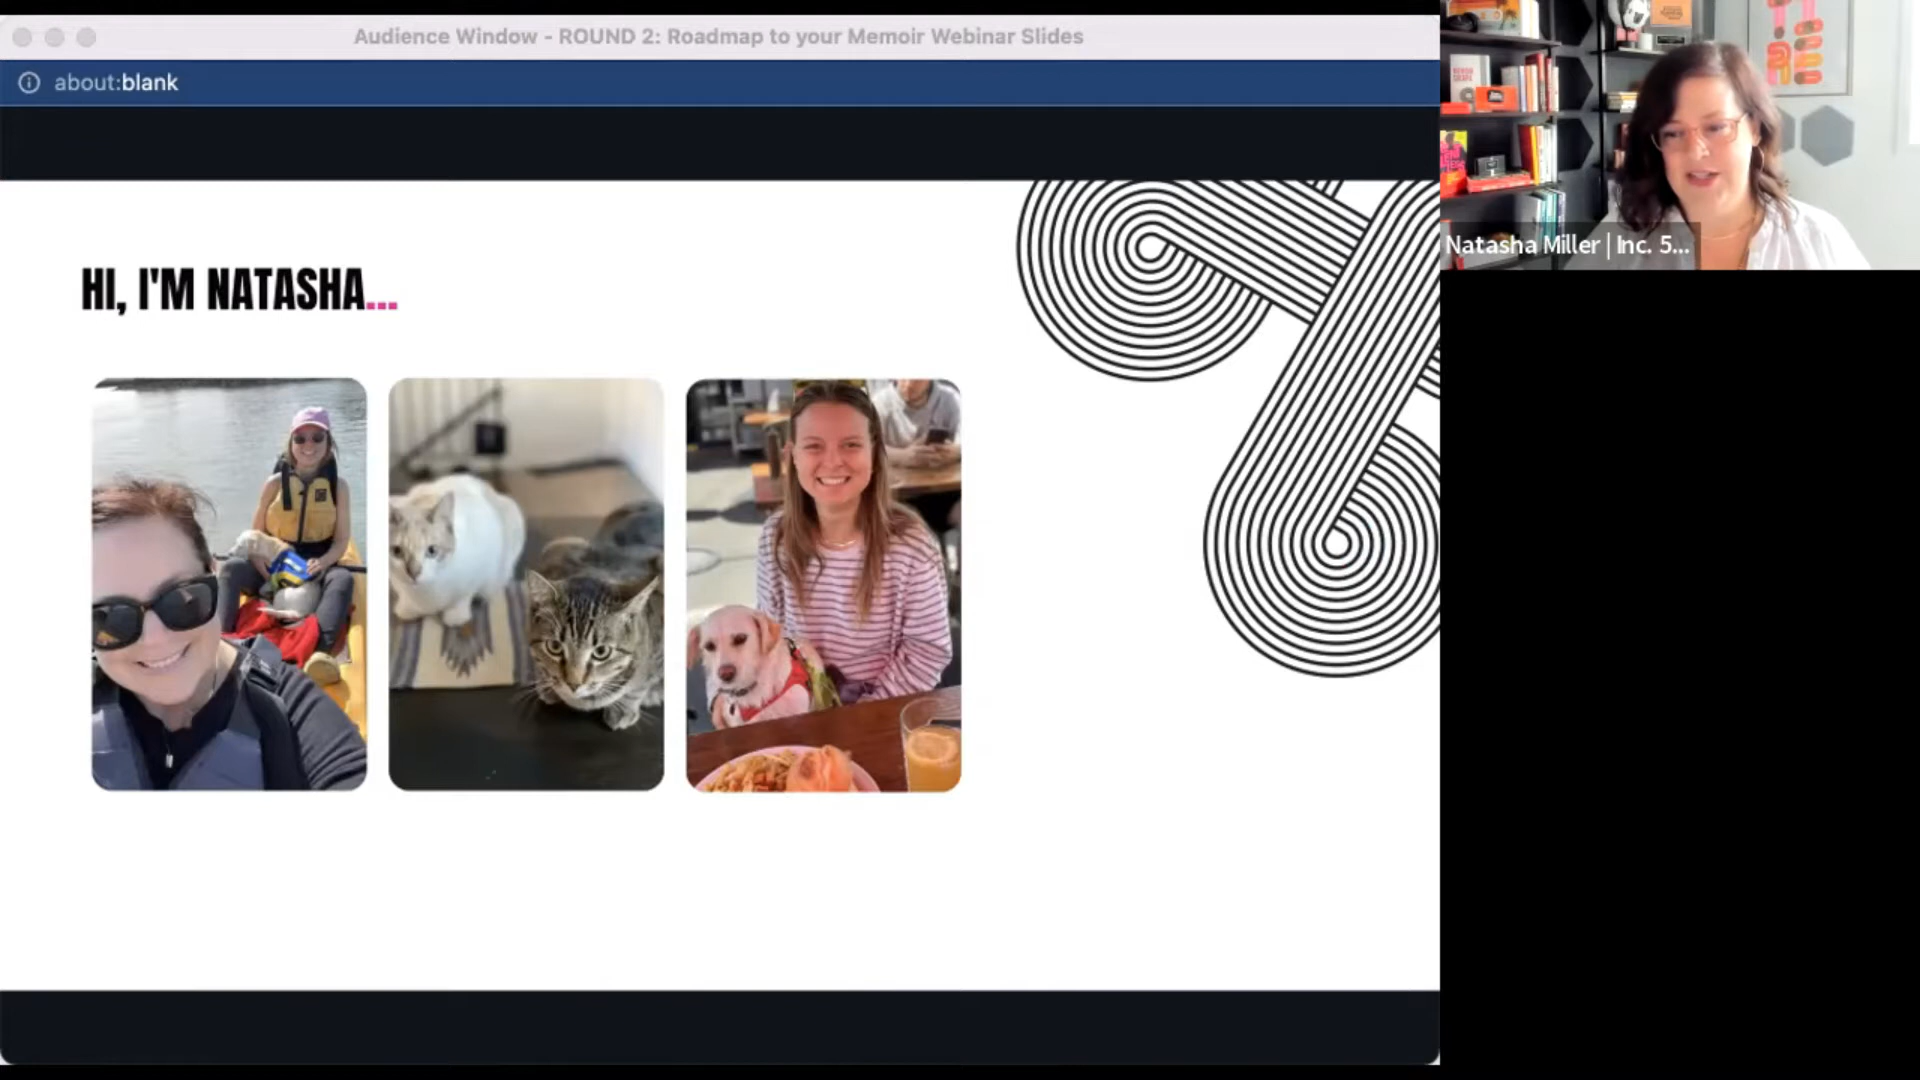 Audience Window - ROUND 2: Roadmap to your Memoir Webinar Slides
about:blank
HI, I'M NATASHA...
Natasha Miller | Inc. 5...